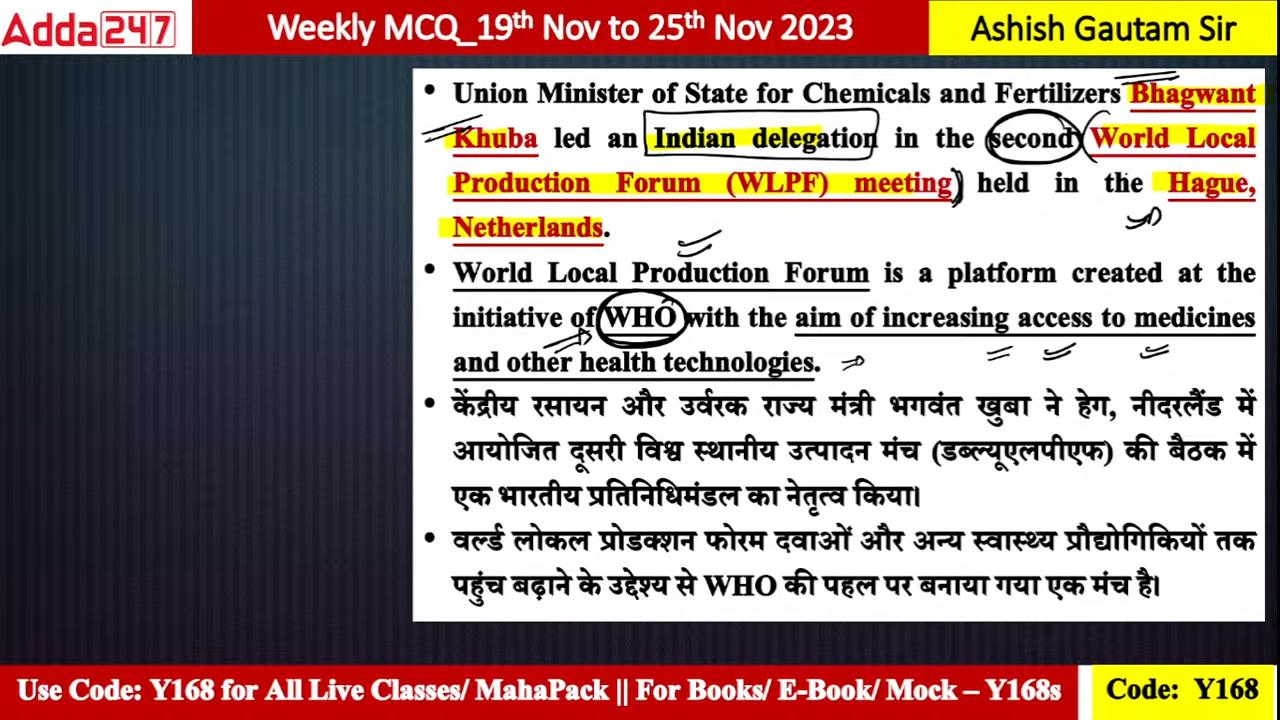 Adda247
Weekly MCQ_19th Nov to 25th Nov 2023
Ashish Gautam Sir
• Union Minister of State for Chemicals and Fertilizers Bhagwant
Khuba led an Indian delegation in the second World Local
Production Forum (WLPF) meeting held in the Hague,
Netherlands.
• World Local Production Forum is a platform created at the
initiative of WHO with the aim of increasing access to medicines
and other health technologies.
• केंद्रीय रसायन और उर्वरक राज्य मंत्री भगवंत खुबा ने हेग, नीदरलैंड में
आयोजित दूसरी विश्व स्थानीय उत्पादन मंच (डब्ल्यूएलपीएफ) की बैठक में
एक भारतीय प्रतिनिधिमंडल का नेतृत्व किया।
• वर्ल्ड लोकल प्रोडक्शन फोरम दवाओं और अन्य स्वास्थ्य प्रौद्योगिकियों तक
पहुंच बढ़ाने के उद्देश्य से WHO की पहल पर बनाया गया एक मंच है।
Use Code: Y168 for All Live Classes/ MahaPack || For Books/ E-Book/ Mock – Y168s
Code: Y168